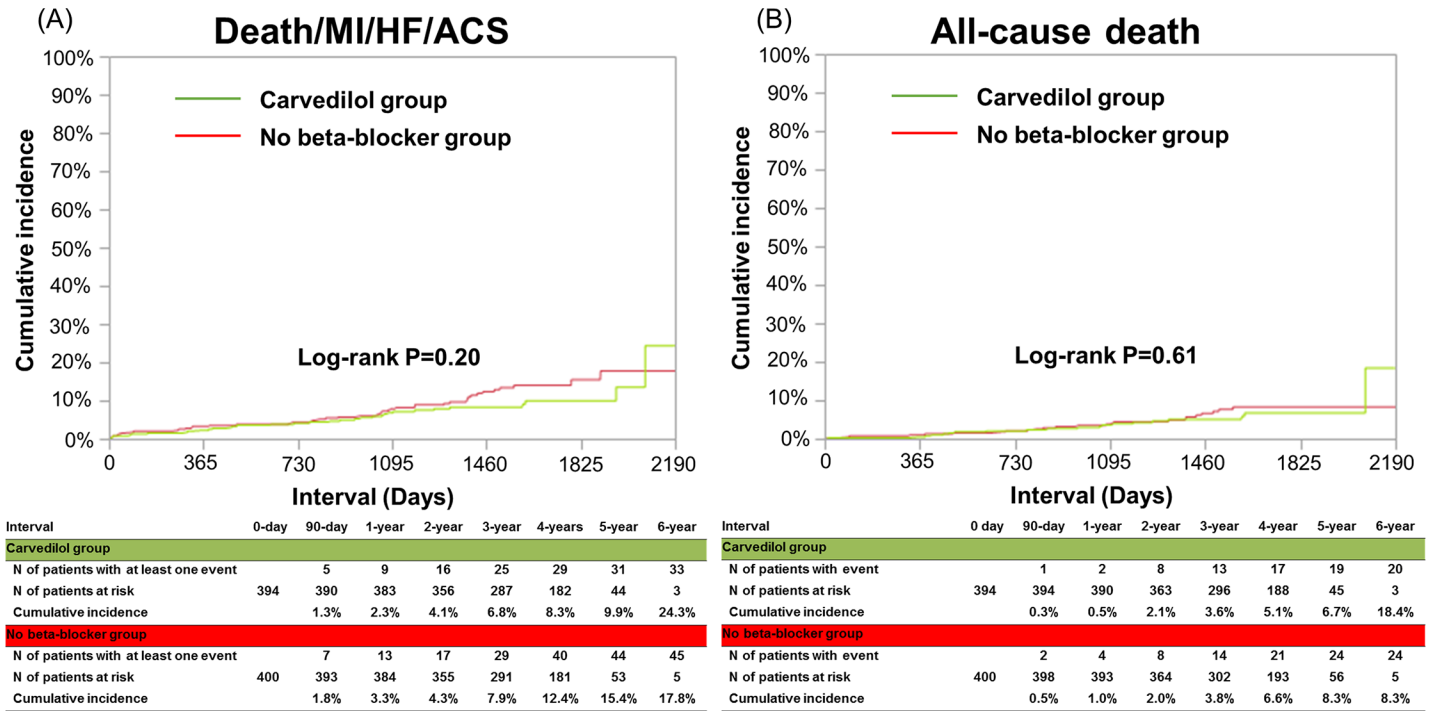 (A)
Death/MI/HF/ACS
Cumulative incidence
100%
90%
80%
70%
60%
50%
40%
30%
20%
10%
0%
Carvedilol group
No beta-blocker group
Log-rank P=0.20
0 365 730 1095 1460 1825 2190
Interval (Days)
Interval 0-day 90-day 1-year 2-year 3-year 4-years 5-year 6-year
Carvedilol group
N of patients with at least one event 5 9 16 25 29 31 33
N of patients at risk 394 390 383 356 287 182 44 3
Cumulative incidence 1.3% 2.3% 4.1% 6.8% 8.3% 9.9% 24.3%
No beta-blocker group
N of patients with at least one event 7 13 17 29 40 44 45
N of patients at risk 400 393 384 355 291 181 53 5
Cumulative incidence 1.8% 3.3% 4.3% 7.9% 12.4% 15.4% 17.8%
(B)
All-cause death
Cumulative incidence
100%
90%
80%
70%
60%
50%
40%
30%
20%
10%
0%
Carvedilol group
No beta-blocker group
Log-rank P=0.61
0 365 730 1095 1460 1825 2190
Interval (Days)
Interval 0 day 90-day 1-year 2-year 3-year 4-year 5-year 6-year
Carvedilol group
N of patients with event 1 2 8 13 17 19 20
N of patients at risk 394 394 390 363 296 188 45 3
Cumulative incidence 0.3% 0.5% 2.1% 3.6% 5.1% 6.7% 18.4%
No beta-blocker group
N of patients with event 2 4 8 14 21 24 24
N of patients at risk 400 398 393 364 302 193 56 5
Cumulative incidence 0.5% 1.0% 2.0% 3.8% 6.6% 8.3% 8.3%